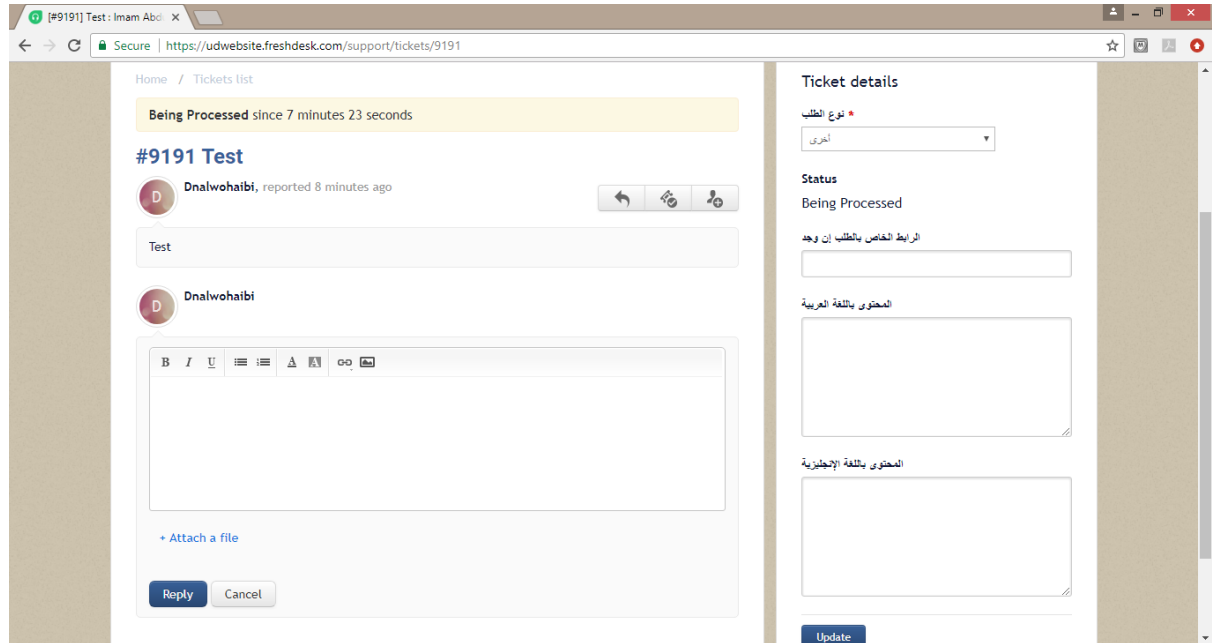 [#9191] Test : Imam Abd
Secure | https://udwebsite.freshdesk.com/support/tickets/9191
Home / Tickets list
Being Processed since 7 minutes 23 seconds
#9191 Test
D
Dnalwohaibi, reported 8 minutes ago
Test
D
Dnalwohaibi
B I U A A
+ Attach a file
Reply Cancel
Ticket details
نوع الطلب *
أخرى
Status
Being Processed
الرابط الخاص بالطلب إن وجد
المحتوى باللغة العربية
المحتوى باللغة الإنجليزية
Update